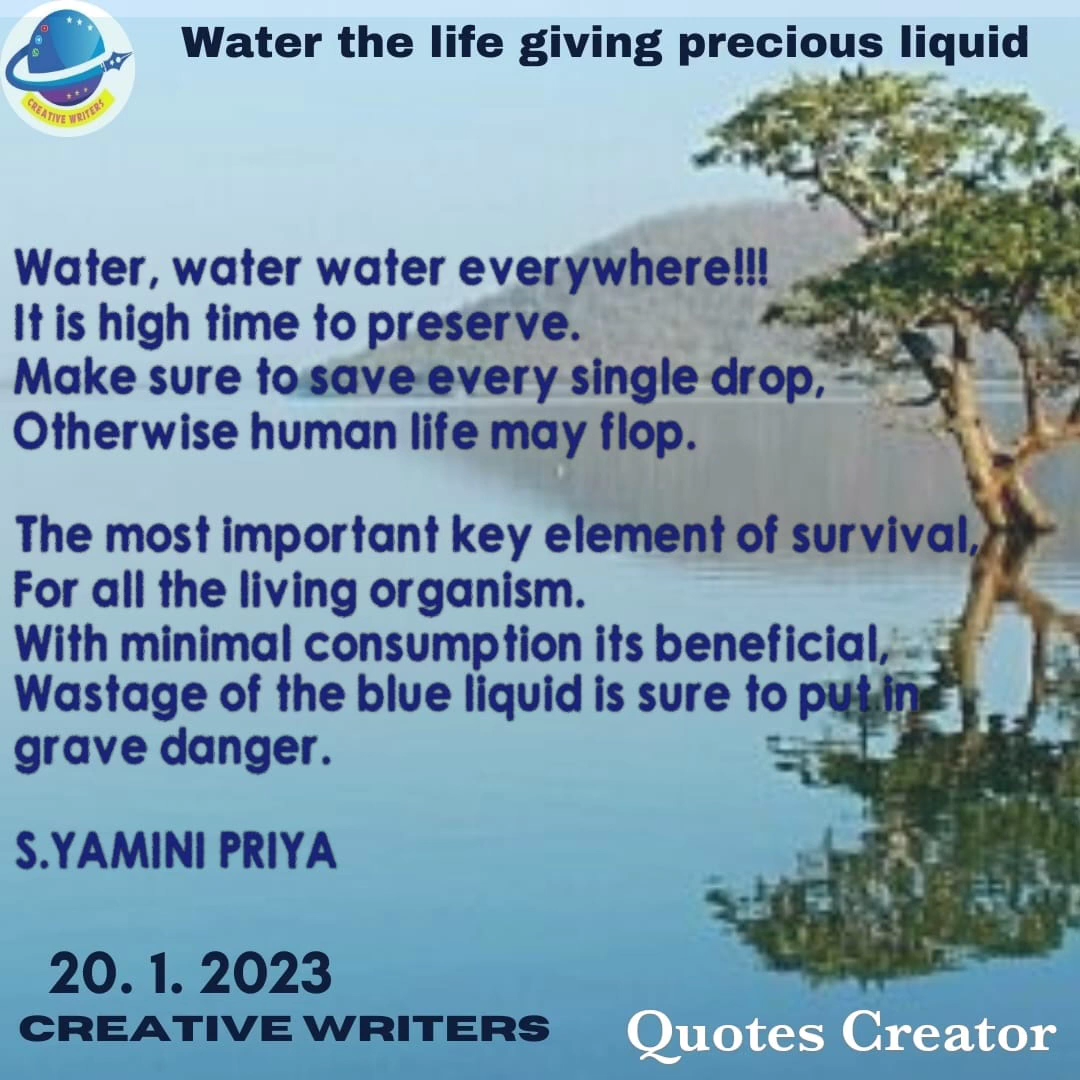 Water the life giving precious liquid
CREATIVE WRITERS
Water, water water everywhere!!!
It is high time to preserve.
Make sure to save every single drop,
Otherwise human life may flop.
The most important key element of survival,
For all the living organism.
With minimal consumption its beneficial,
Wastage of the blue liquid is sure to put in
grave danger.
S.YAMINI PRIYA
20. 1. 2023
CREATIVE WRITERS
Quotes Creator